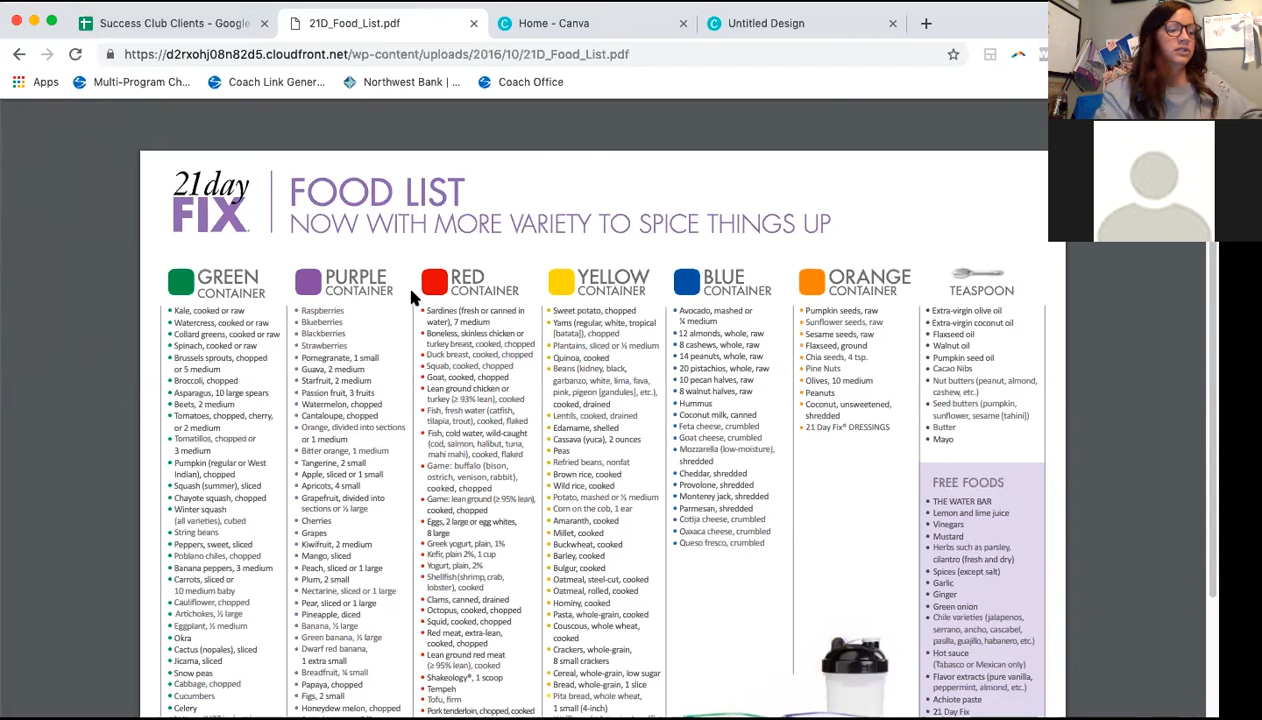 Success Club Clients - Google
21D_Food_List.pdf
Home - Canva
Untitled Design
https://d2rxohj08n82d5.cloudfront.net/wp-content/uploads/2016/10/21D_Food_List.pdf
Apps
Multi-Program Ch...
Coach Link Gener...
Northwest Bank | ...
Coach Office
21 day
FIX
FOOD LIST
NOW WITH MORE VARIETY TO SPICE THINGS UP
GREEN
CONTAINER
• Kale, cooked or raw
• Watercress, cooked or raw
• Collard greens, cooked or raw
• Spinach, cooked or raw
• Brussels sprouts, chopped
or 5 medium
• Broccoli, chopped
• Asparagus, 10 large spears
• Beets, 2 medium
• Tomatoes, chopped, cherry,
or 2 medium
• Tomatillos, chopped or
3 medium
• Pumpkin (regular or West
Indian), chopped
• Squash (summer), sliced
• Chayote squash, chopped
• Winter squash
(all varieties), cubed
• String beans
• Peppers, sweet, sliced
• Poblano chiles, chopped
• Banana peppers, 3 medium
• Carrots, sliced or
10 medium baby
• Cauliflower, chopped
• Artichokes, ½ large
• Eggplant, ½ medium
• Okra
• Cactus (nopales), sliced
• Jicama, sliced
• Snow peas
• Cabbage, chopped
• Cucumbers
• Celery
PURPLE
CONTAINER
• Raspberries
• Blueberries
• Blackberries
• Strawberries
• Pomegranate, 1 small
• Guava, 2 medium
• Starfruit, 2 medium
• Passion fruit, 3 fruits
• Watermelon, chopped
• Cantaloupe, chopped
• Orange, divided into sections
or 1 medium
• Bitter orange, 1 medium
• Tangerine, 2 small
• Apple, sliced or 1 small
• Apricots, 4 small
• Grapefruit, divided into
sections or ½ large
• Cherries
• Grapes
• Kiwifruit, 2 medium
• Mango, sliced
• Peach, sliced or 1 large
• Plum, 2 small
• Nectarine, sliced or 1 large
• Pear, sliced or 1 large
• Pineapple, diced
• Banana, ½ large
• Green banana, ½ large
• Dwarf red banana,
1 extra small
• Breadfruit, ⅛ small
• Papaya, chopped
• Figs, 2 small
• Honeydew melon, chopped
RED
CONTAINER
• Sardines (fresh or canned in
water), 7 medium
• Boneless, skinless chicken or
turkey breast, cooked, chopped
• Duck breast, cooked, chopped
• Squab, cooked, chopped
• Goat, cooked, chopped
• Lean ground chicken or
turkey (≥ 93% lean), cooked
• Fish, fresh water (catfish,
tilapia, trout), cooked, flaked
• Fish, cold water, wild-caught
(cod, salmon, halibut, tuna,
mahi mahi), cooked, flaked
• Game: buffalo (bison,
ostrich, venison, rabbit),
cooked, chopped
• Game: lean ground (≥ 95% lean),
cooked, chopped
• Eggs, 2 large or egg whites,
8 large
• Greek yogurt, plain, 1%
• Kefir, plain 2%, 1 cup
• Yogurt, plain, 2%
• Shellfish (shrimp, crab,
lobster), cooked
• Clams, canned, drained
• Octopus, cooked, chopped
• Squid, cooked, chopped
• Red meat, extra-lean,
cooked, chopped
• Lean ground red meat
(≥ 95% lean), cooked
• Shakeology®, 1 scoop
• Tempeh
• Tofu, firm
• Pork tenderloin, chopped, cooked
YELLOW
CONTAINER
• Sweet potato, chopped
• Yams (regular, white, tropical
[batata]), chopped
• Plantains, sliced or ½ medium
• Quinoa, cooked
• Beans (kidney, black,
garbanzo, white, lima, fava,
pink, pigeon [gandules], etc.),
cooked, drained
• Lentils, cooked, drained
• Edamame, shelled
• Cassava (yuca), 2 ounces
• Peas
• Refried beans, nonfat
• Brown rice, cooked
• Wild rice, cooked
• Potato, mashed or ½ medium
• Corn on the cob, 1 ear
• Amaranth, cooked
• Millet, cooked
• Buckwheat, cooked
• Barley, cooked
• Bulgur, cooked
• Oatmeal, steel-cut, cooked
• Oatmeal, rolled, cooked
• Hominy, cooked
• Pasta, whole-grain, cooked
• Couscous, whole wheat,
cooked
• Crackers, whole-grain,
8 small crackers
• Cereal, whole-grain, low sugar
• Bread, whole-grain, 1 slice
• Pita bread, whole wheat,
1 small (4-inch)
BLUE
CONTAINER
• Avocado, mashed or
¼ medium
• 12 almonds, whole, raw
• 8 cashews, whole, raw
• 14 peanuts, whole, raw
• 20 pistachios, whole, raw
• 10 pecan halves, raw
• 8 walnut halves, raw
• Hummus
• Coconut milk, canned
• Feta cheese, crumbled
• Goat cheese, crumbled
• Mozzarella (low-moisture),
shredded
• Cheddar, shredded
• Provolone, shredded
• Monterey jack, shredded
• Parmesan, shredded
• Cotija cheese, crumbled
• Oaxaca cheese, crumbled
• Queso fresco, crumbled
ORANGE
CONTAINER
• Pumpkin seeds, raw
• Sunflower seeds, raw
• Sesame seeds, raw
• Flaxseed, ground
• Chia seeds, 4 tsp.
• Pine Nuts
• Olives, 10 medium
• Peanuts
• Coconut, unsweetened,
shredded
• 21 Day Fix® DRESSINGS
TEASPOON
• Extra-virgin olive oil
• Extra-virgin coconut oil
• Flaxseed oil
• Walnut oil
• Pumpkin seed oil
• Cacao Nibs
• Nut butters (peanut, almond,
cashew, etc.)
• Seed butters (pumpkin,
sunflower, sesame [tahini])
• Butter
• Mayo
FREE FOODS
• THE WATER BAR
• Lemon and lime juice
• Vinegars
• Mustard
• Herbs such as parsley,
cilantro (fresh and dry)
• Spices (except salt)
• Garlic
• Ginger
• Green onion
• Chile varieties (jalapenos,
serrano, ancho, cascabel,
pasilla, guajillo, habanero, etc.)
• Hot sauce
(Tabasco or Mexican only)
• Flavor extracts (pure vanilla,
peppermint, almond, etc.)
• Achiote paste
• 21 Day Fix